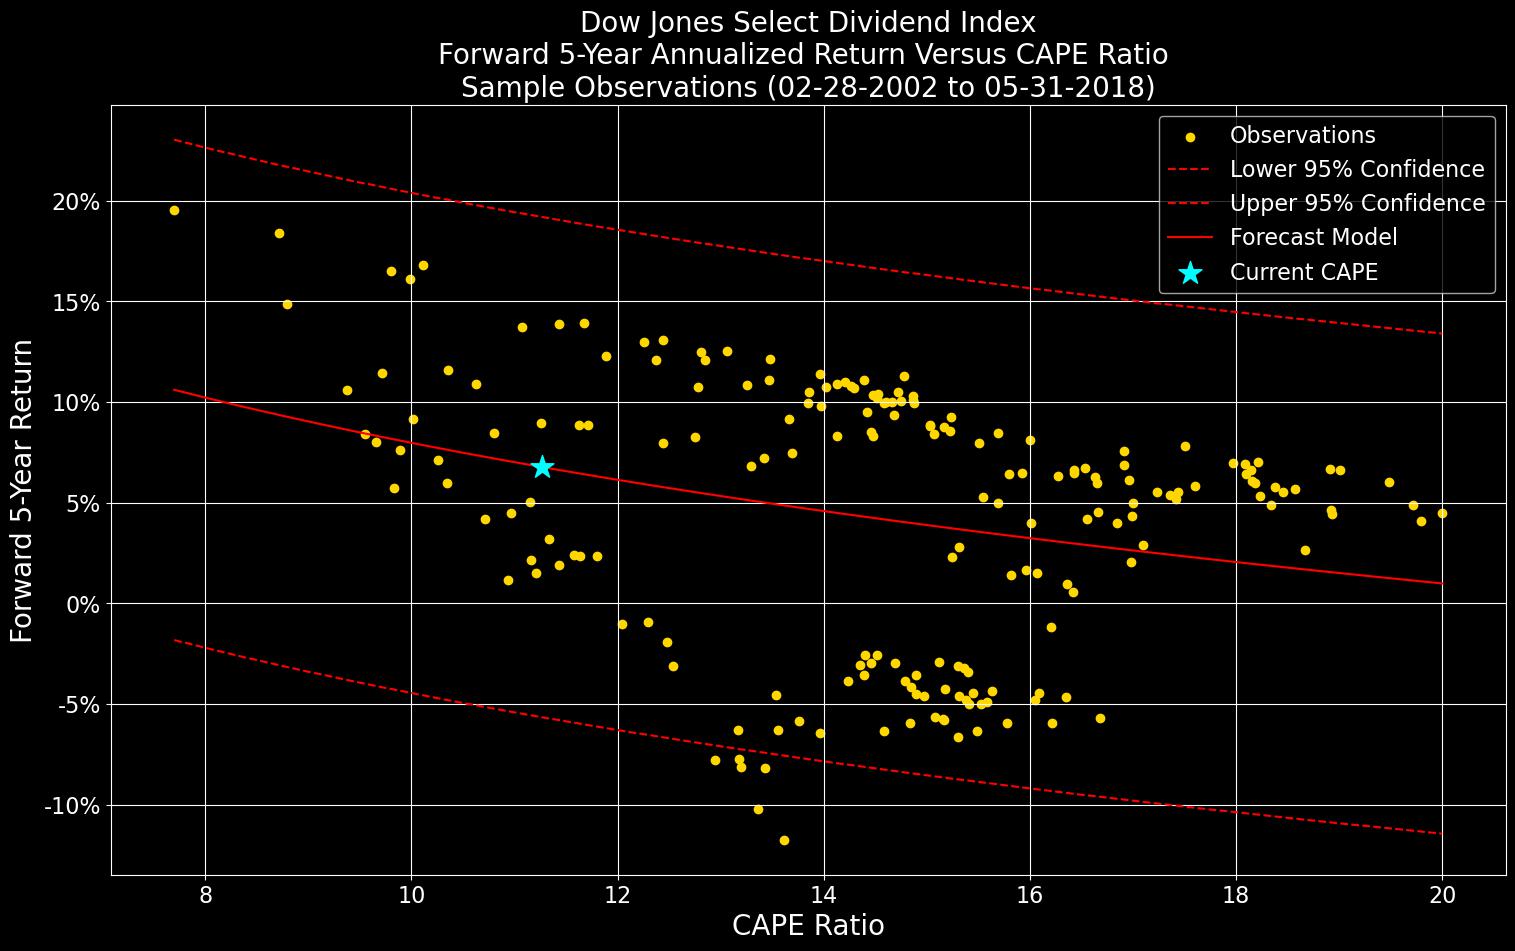 Dow Jones Select Dividend Index
Forward 5-Year Annualized Return Versus CAPE Ratio
Sample Observations (02-28-2002 to 05-31-2018)
Observations
Lower 95% Confidence
Upper 95% Confidence
Forecast Model
Current CAPE
Forward 5-Year Return
20%
15%
10%
5%
0%
-5%
-10%
8 10 12 14 16 18 20
CAPE Ratio